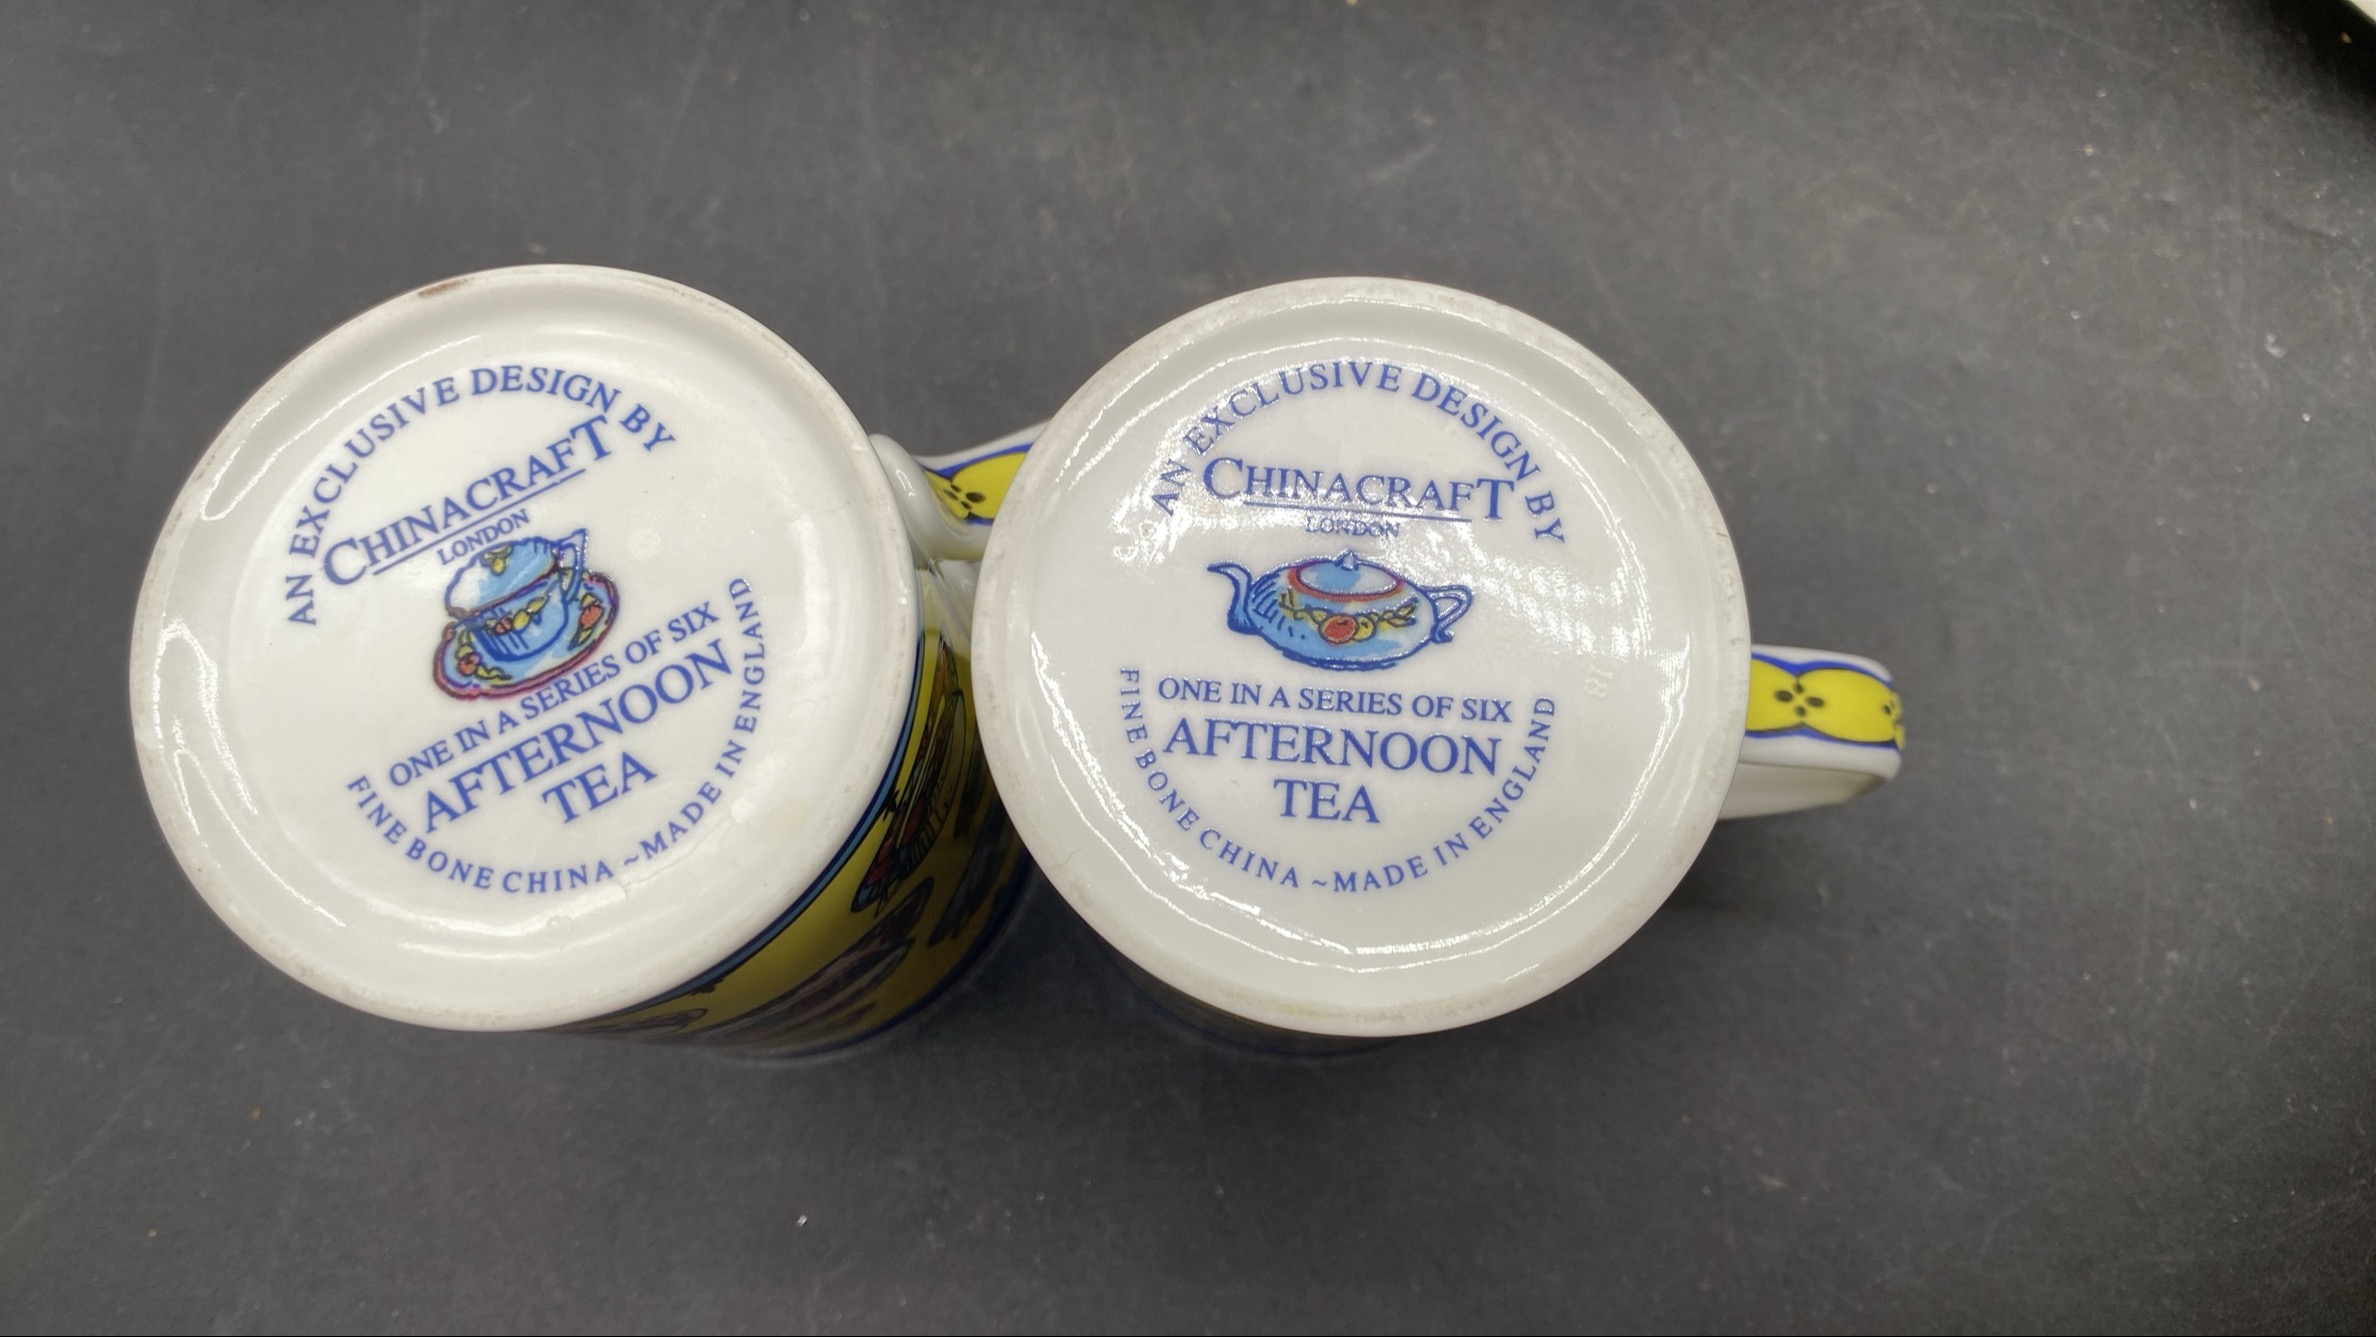 AN EXCLUSIVE DESIGN BY
CHINACRAFT
LONDON
ONE IN A SERIES OF SIX
AFTERNOON
TEA
FINE BONE CHINA ~MADE IN ENGLAND
AN EXCLUSIVE DESIGN BY
CHINACRAFT
LONDON
ONE IN A SERIES OF SIX
AFTERNOON
TEA
FINE BONE CHINA ~MADE IN ENGLAND
18